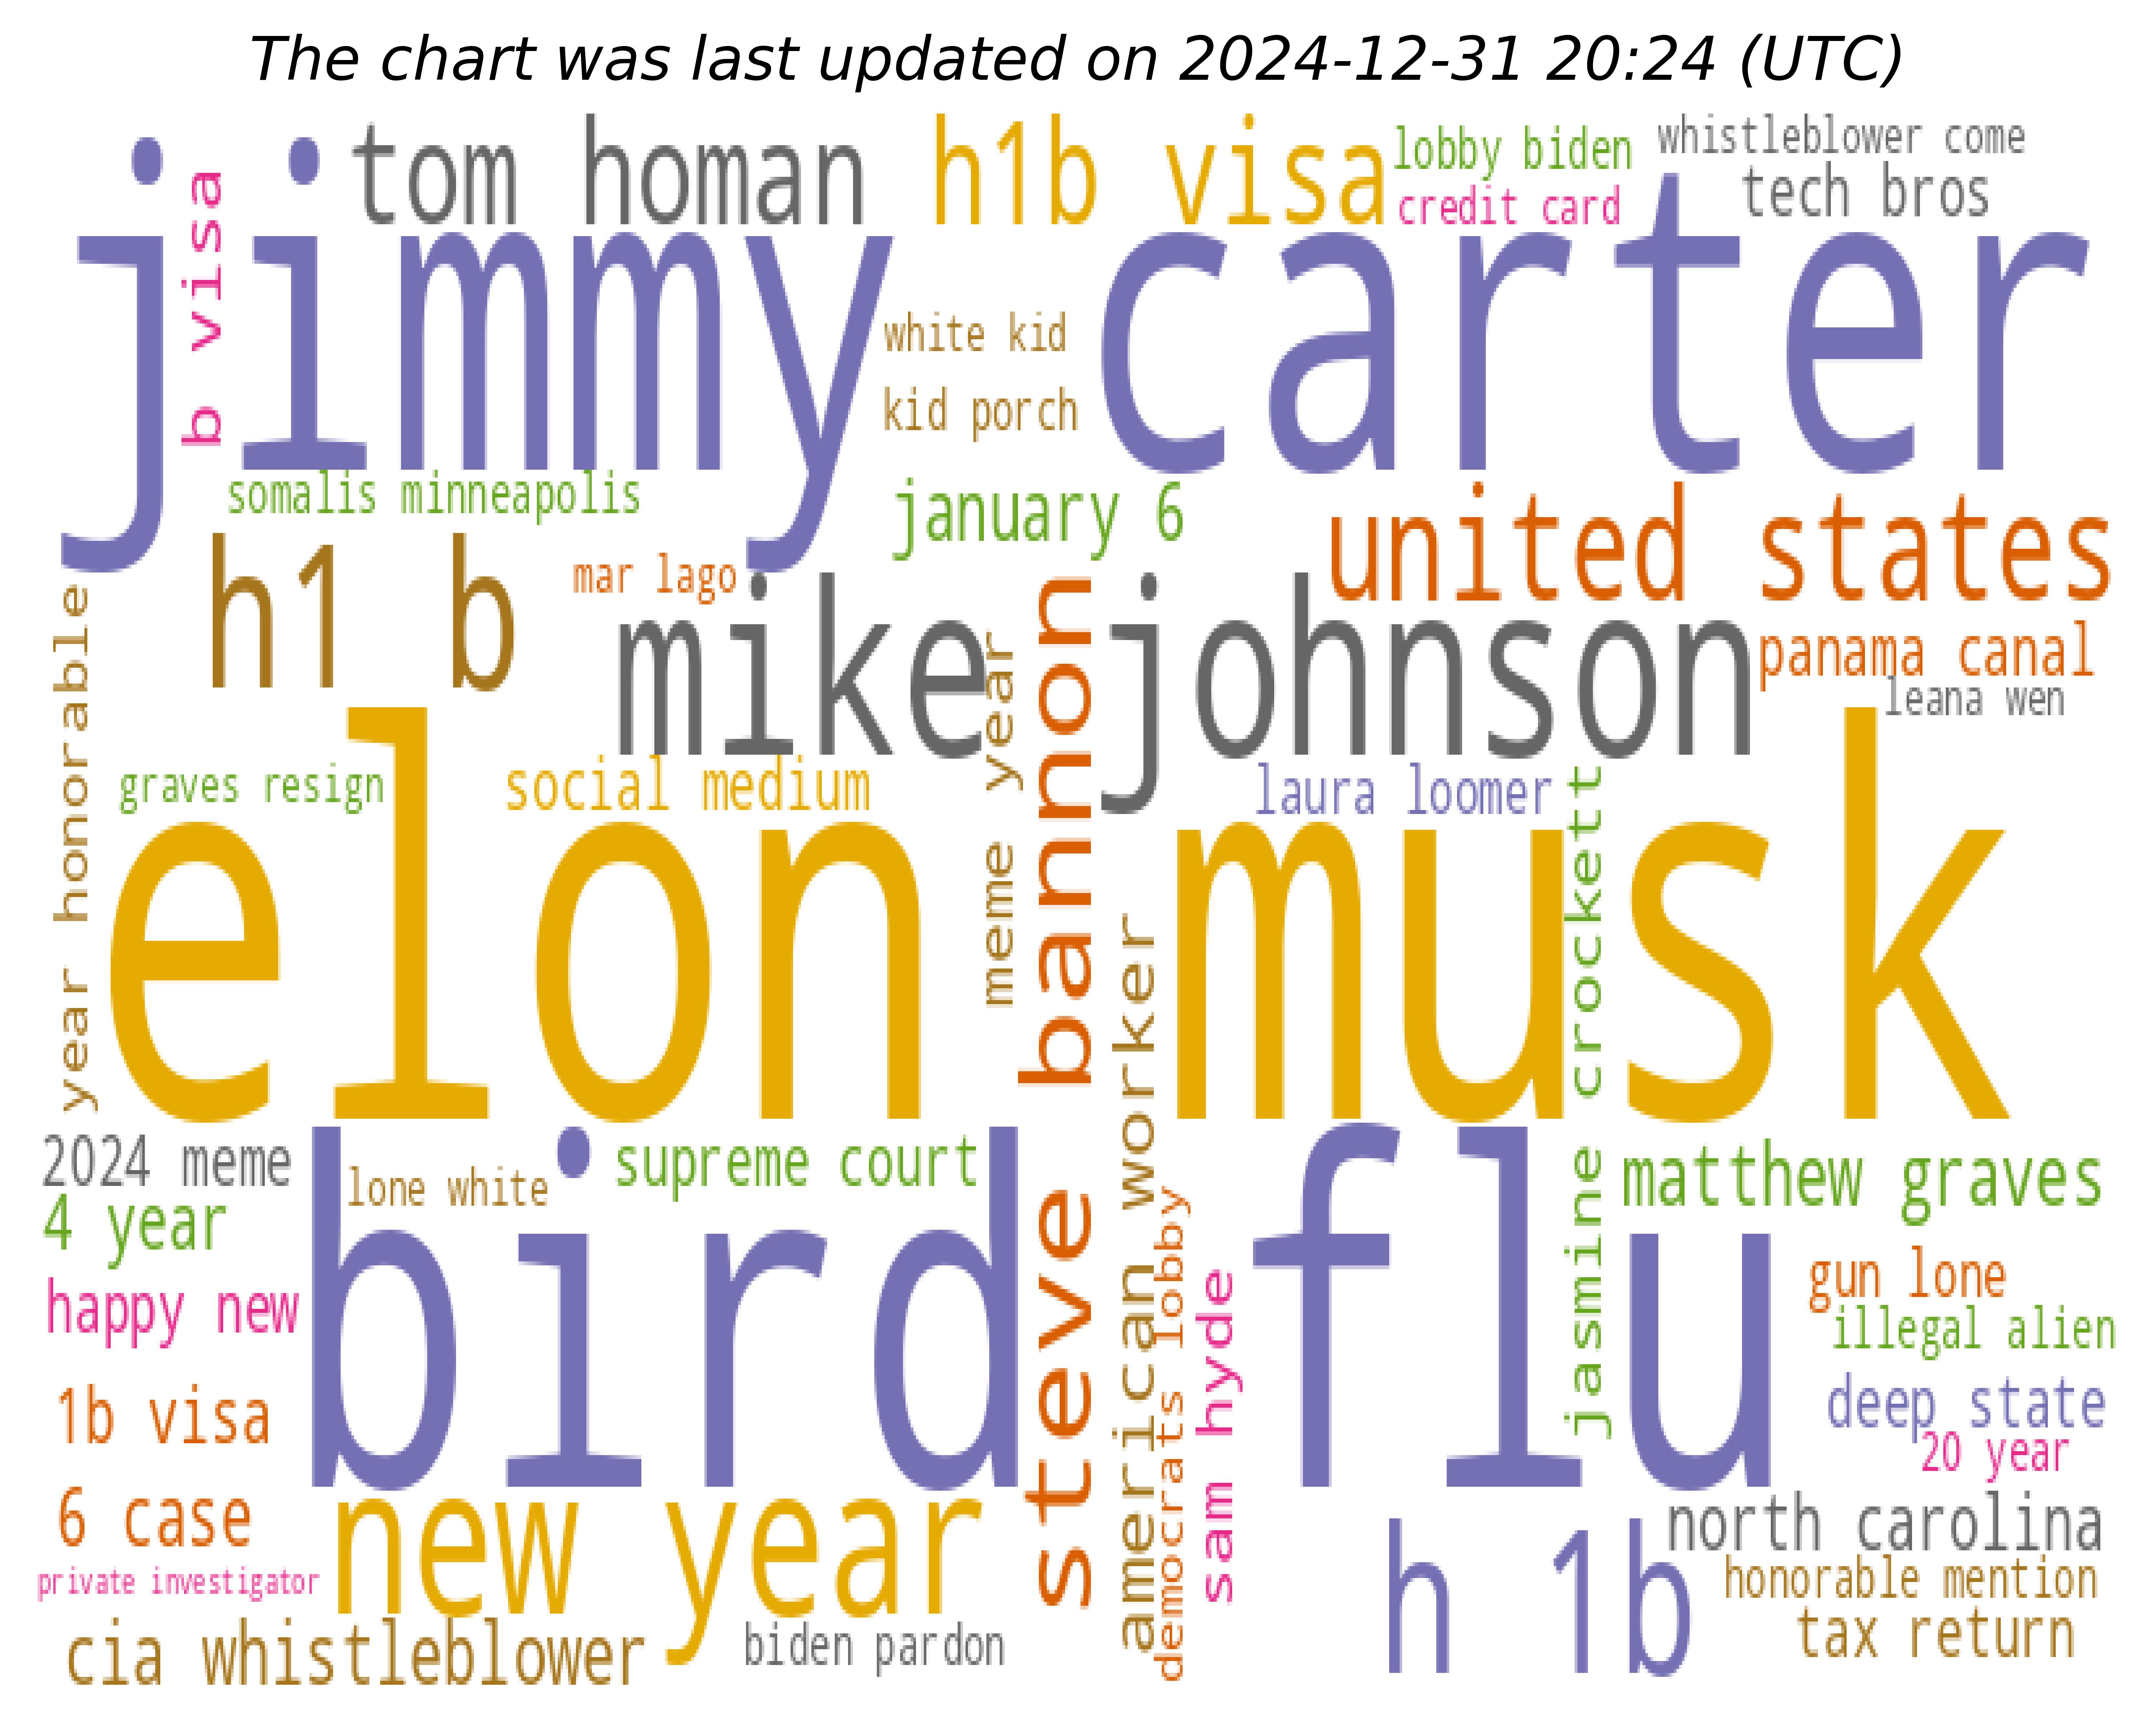 The chart was last updated on 2024-12-31 20:24 (UTC)
tom homan
h1b visa
lobby biden
whistleblower come
credit card
tech bros
b visa
jimmy carter
white kid
kid porch
somalis minneapolis
january 6
united states
h1 b
mar lago
mike johnson
panama canal
leana wen
year honorable
meme year
steve bannon
graves resign
social medium
laura loomer
jasmine crockett
elon musk
american worker
2024 meme
lone white
supreme court
matthew graves
4 year
bird flu
democrats lobby
sam hyde
gun lone
illegal alien
happy new
deep state
1b visa
20 year
6 case
new year
h 1b
north carolina
private investigator
honorable mention
cia whistleblower
biden pardon
tax return